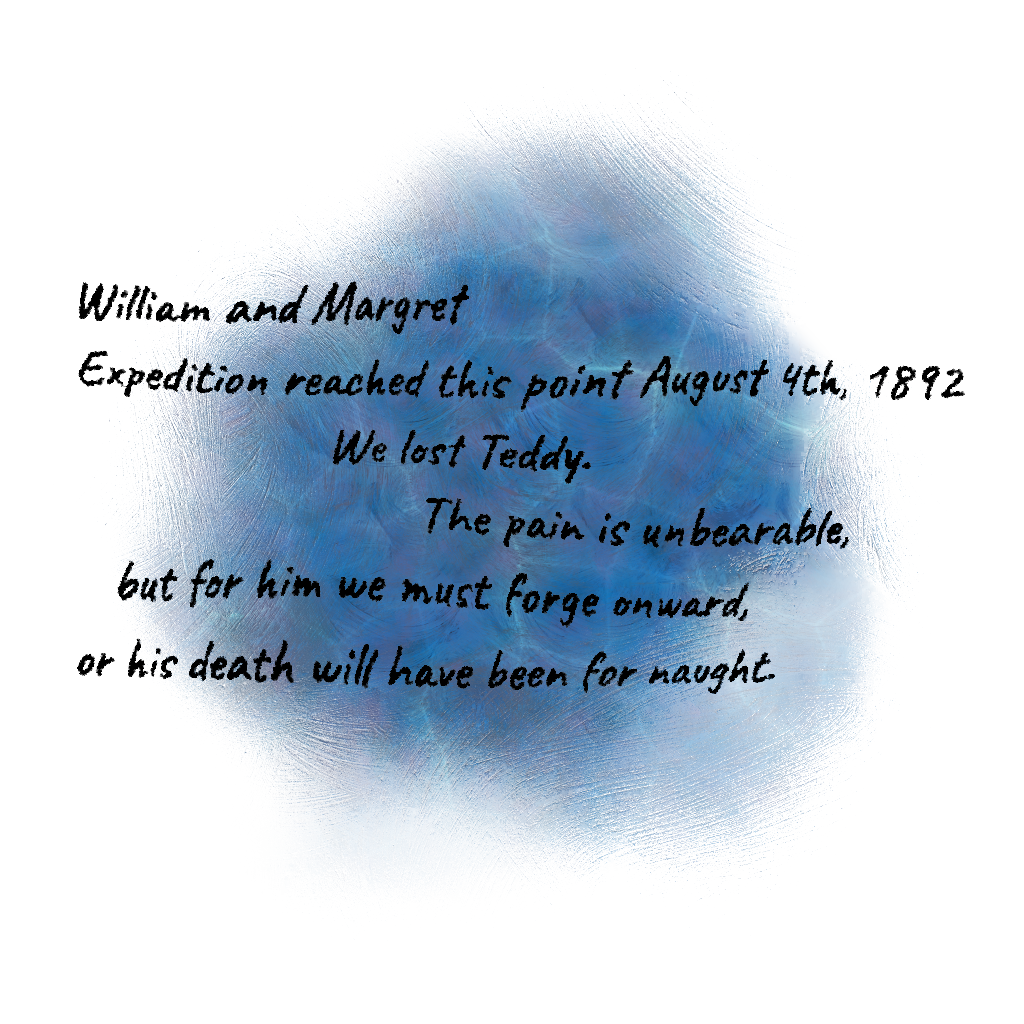 William and Margret
Expedition reached this point August 4th, 1892
We lost Teddy.
The pain is unbearable,
but for him we must forge onward,
or his death will have been for naught.